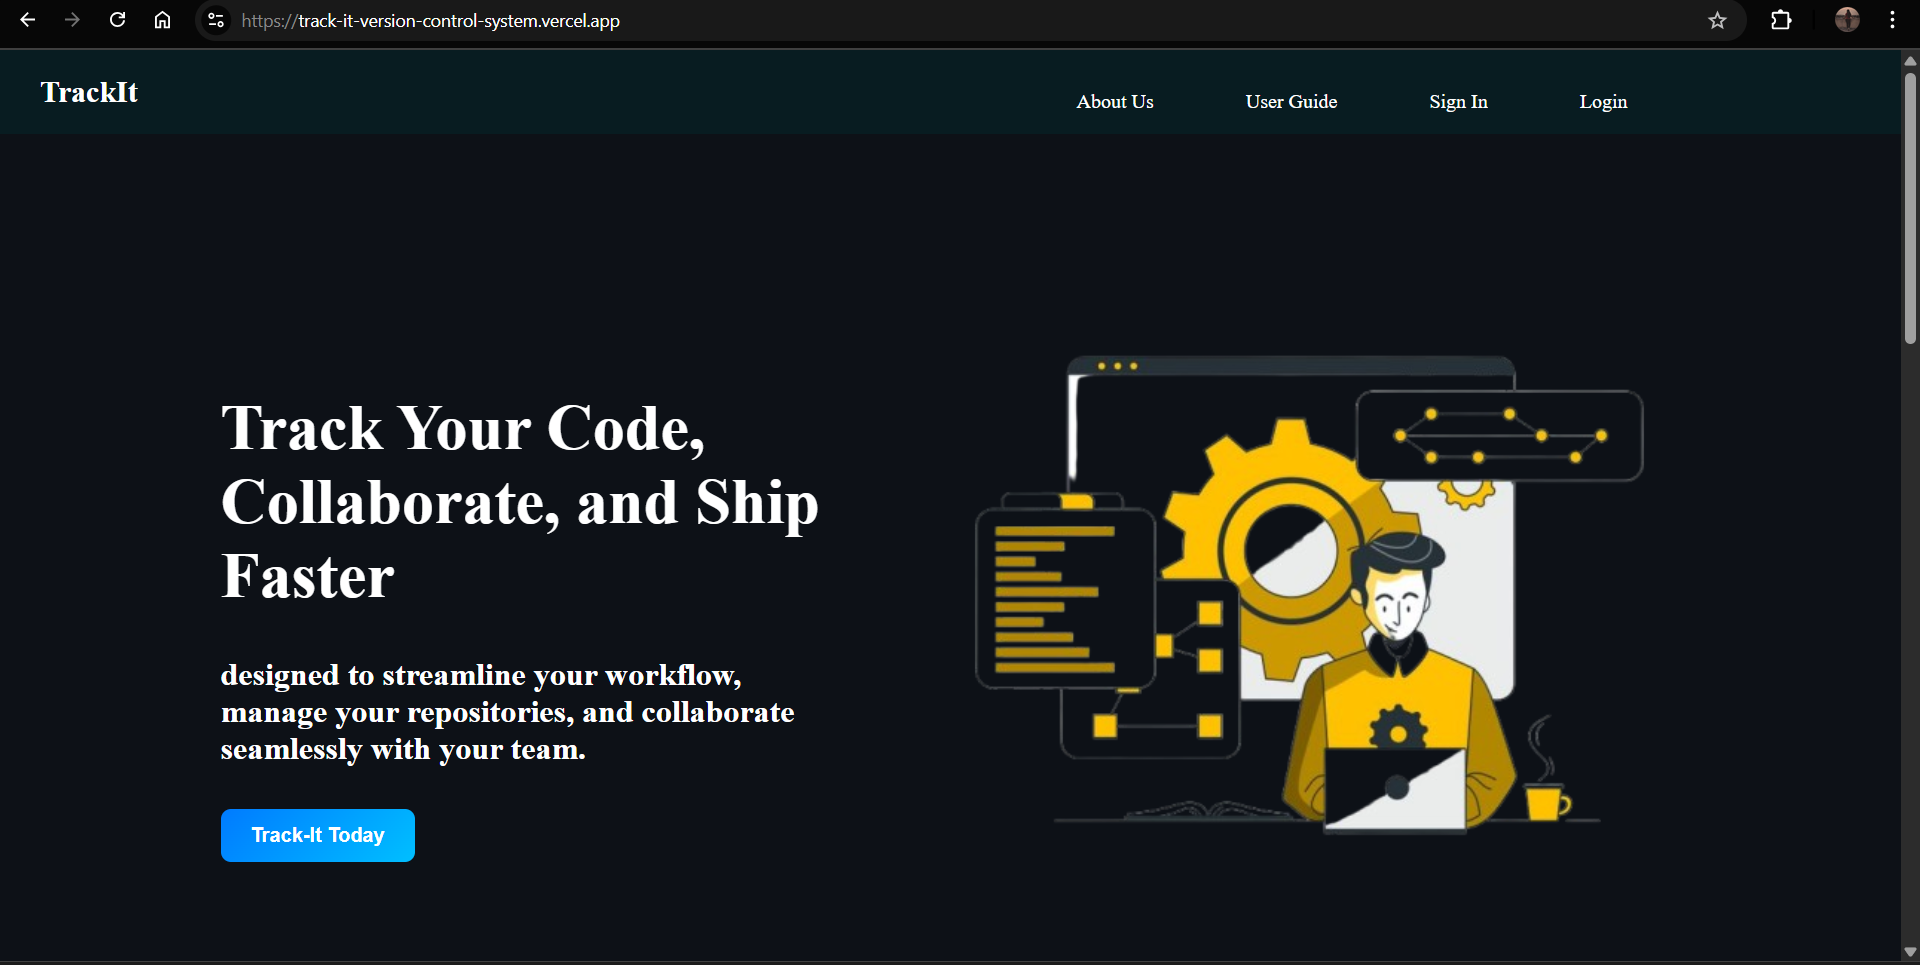 https://track-it-version-control-system.vercel.app
TrackIt
About Us
User Guide
Sign In
Login
Track Your Code,
Collaborate, and Ship
Faster
designed to streamline your workflow,
manage your repositories, and collaborate
seamlessly with your team.
Track-It Today